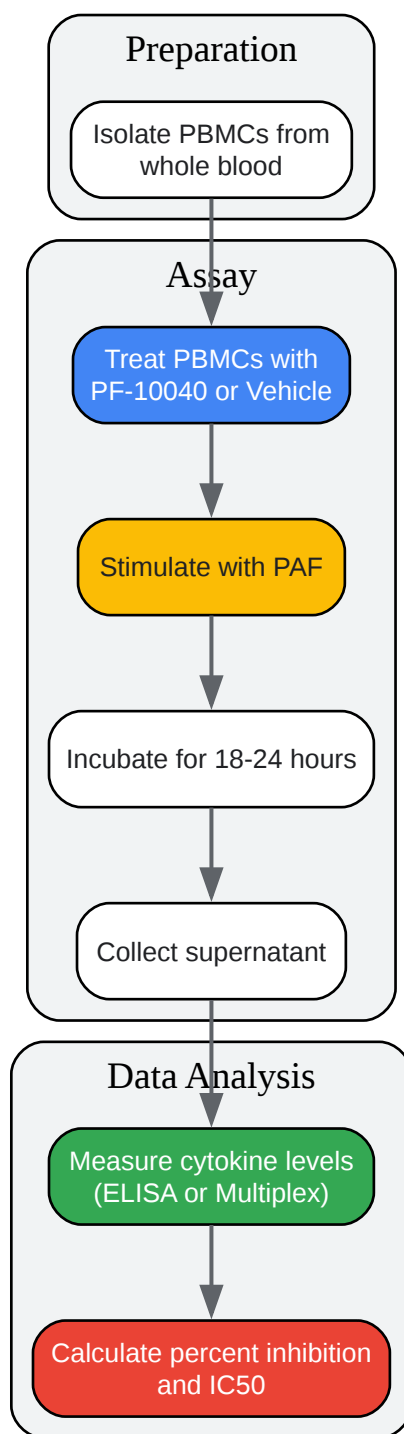 Preparation
Isolate PBMCs from
whole blood
Assay
Treat PBMCs with
PF-10040 or Vehicle
Stimulate with PAF
Incubate for 18-24 hours
Collect supernatant
Data Analysis
Measure cytokine levels
(ELISA or Multiplex)
Calculate percent inhibition
and IC50